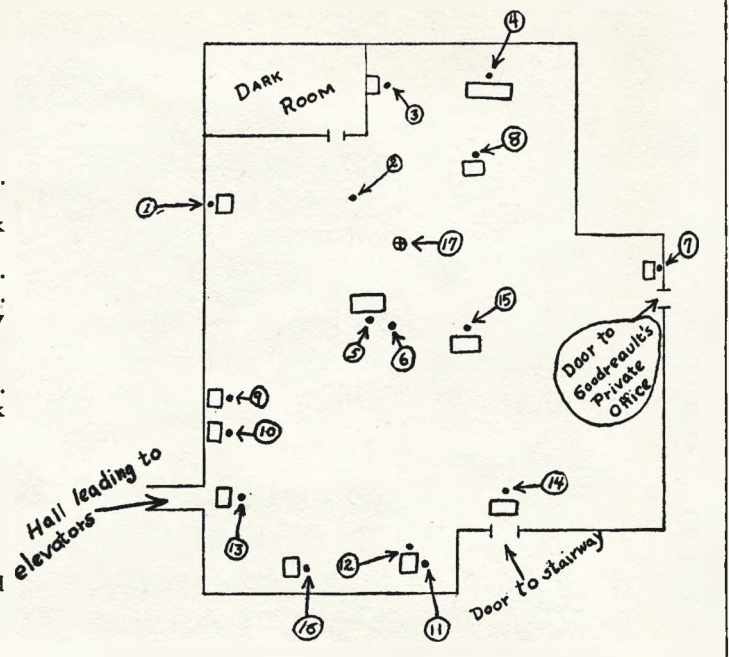 4
DARK
ROOM
3
8
2
1
17
7
15
5
6
Door to
Goodreault's
Private
Office
9
10
Hall leading to
elevators
14
13
12
16
11
Door to stairway